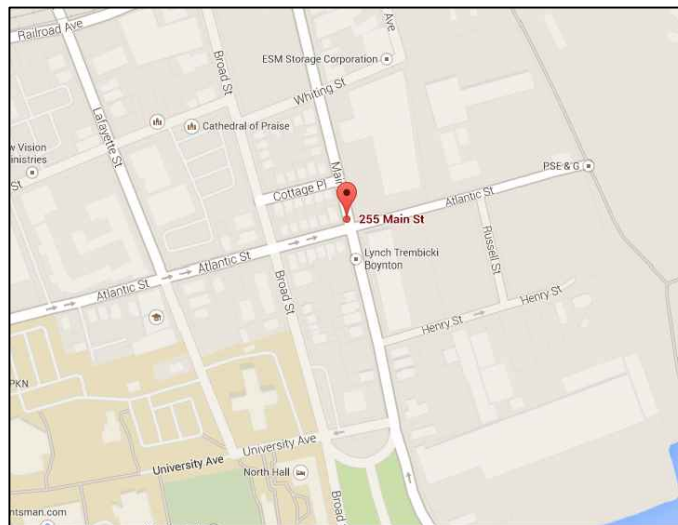 Railroad Ave
Broad St
Ave
ESM Storage Corporation
Whiting St
Lafayette St
Cathedral of Praise
w Vision
inistries
St
Main
Cottage Pl
PSE & G
Atlantic St
255 Main St
Lynch Trembicki
Boynton
Russell St
Atlantic St
Atlantic St
Broad St
Henry St
Henry St
PKN
University Ave
University Ave
North Hall
Broad
ntsman.com